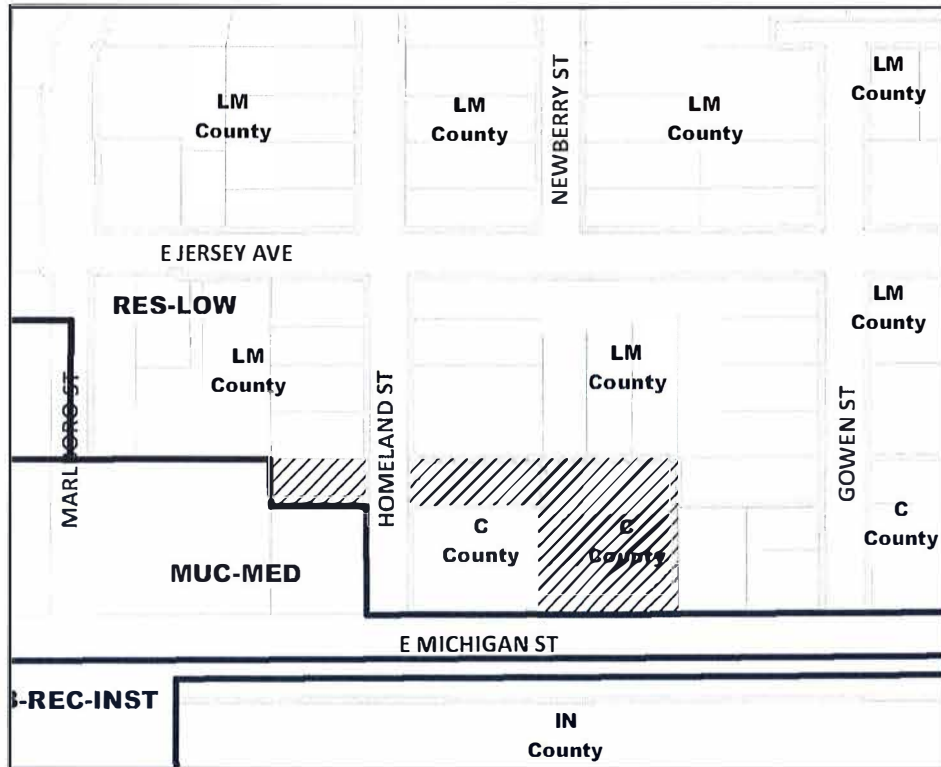 LM
County
LM
County
NEWBERRY ST
LM
County
LM
County
E JERSEY AVE
RES-LOW
LM
County
LM
County
LM
County
MARLBORO ST
HOMELAND ST
GOWEN ST
C
County
C
County
C
County
MUC-MED
E MICHIGAN ST
-REC-INST
IN
County